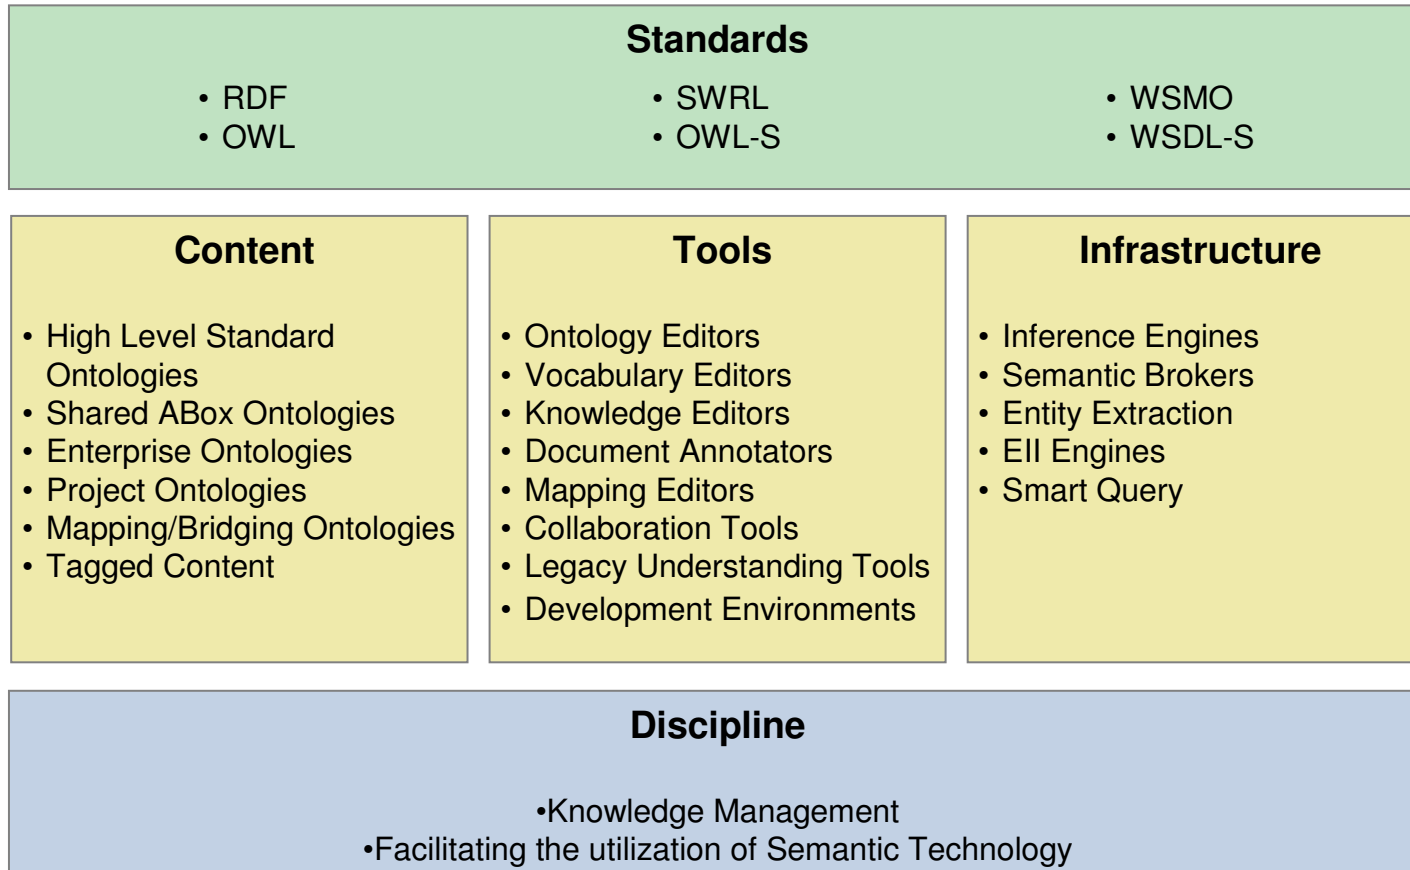 Standards
• RDF
• OWL
• SWRL
• OWL-S
• WSMO
• WSDL-S
Content
• High Level Standard
Ontologies
• Shared ABox Ontologies
• Enterprise Ontologies
• Project Ontologies
• Mapping/Bridging Ontologies
• Tagged Content
Tools
• Ontology Editors
• Vocabulary Editors
• Knowledge Editors
• Document Annotators
• Mapping Editors
• Collaboration Tools
• Legacy Understanding Tools
• Development Environments
Infrastructure
• Inference Engines
• Semantic Brokers
• Entity Extraction
• EII Engines
• Smart Query
Discipline
•Knowledge Management
•Facilitating the utilization of Semantic Technology